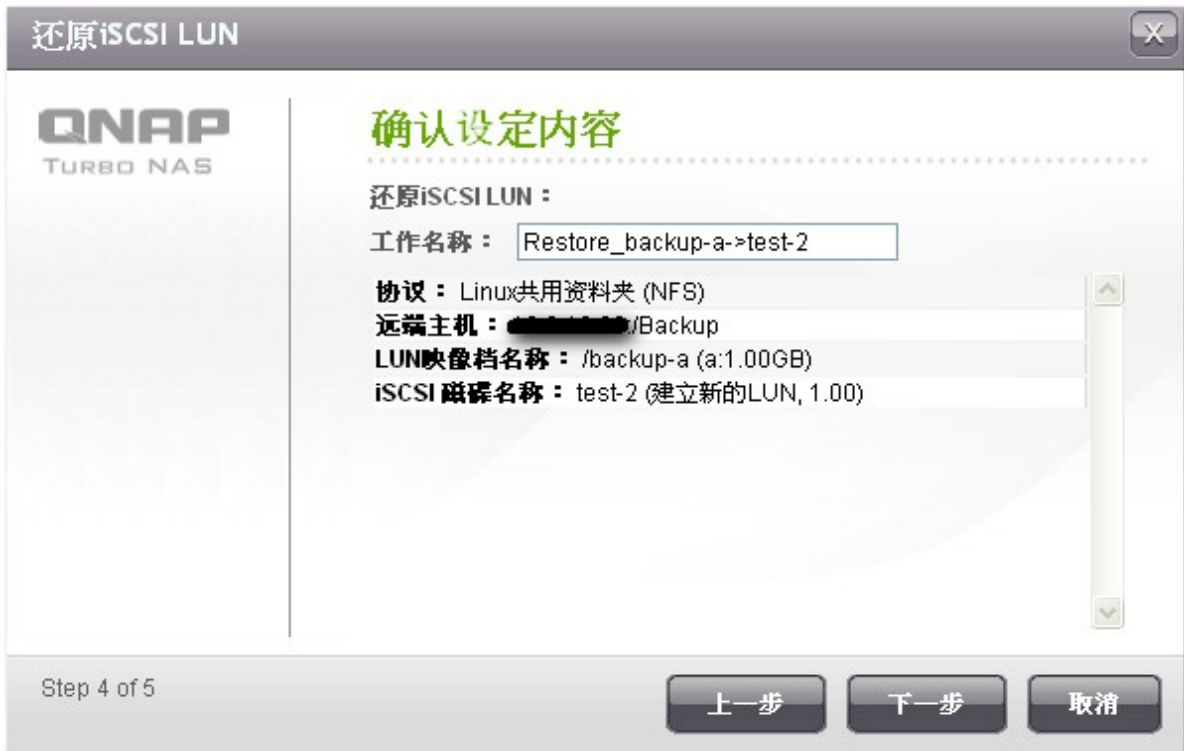 还原iSCSI LUN
X
QNAP
TURBO NAS
确认设定内容
还原iSCSI LUN：
工作名称： Restore_backup-a->test-2
协议： Linux共用资料夹 (NFS)
远端主机： /Backup
LUN映像档名称： /backup-a (a:1.00GB)
iSCSI 磁碟名称： test-2 (建立新的LUN, 1.00)
Step 4 of 5
上一步 下一步 取消